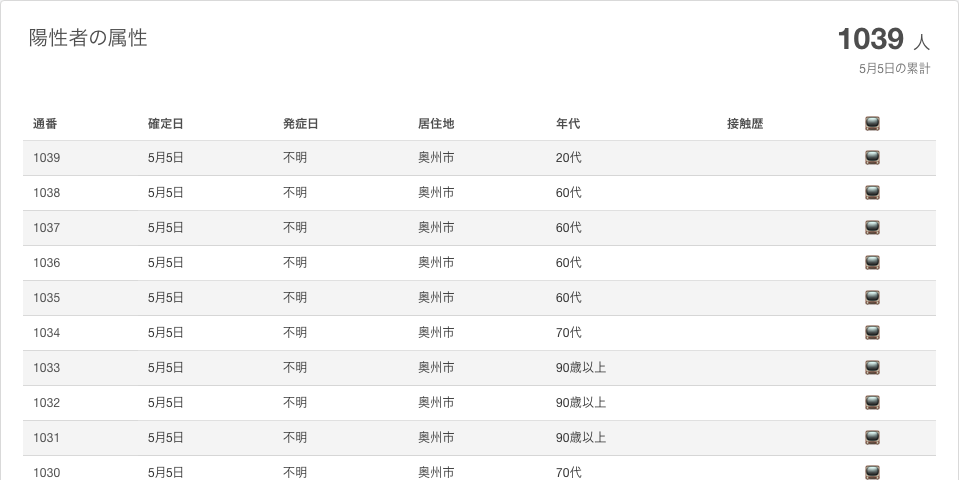 陽性者の属性
1039 人
5月5日の累計
通番 確定日 発症日 居住地 年代 接触歴 📺
1039 5月5日 不明 奥州市 20代 📺
1038 5月5日 不明 奥州市 60代 📺
1037 5月5日 不明 奥州市 60代 📺
1036 5月5日 不明 奥州市 60代 📺
1035 5月5日 不明 奥州市 60代 📺
1034 5月5日 不明 奥州市 70代 📺
1033 5月5日 不明 奥州市 90歳以上 📺
1032 5月5日 不明 奥州市 90歳以上 📺
1031 5月5日 不明 奥州市 90歳以上 📺
1030 5月5日 不明 奥州市 70代 📺